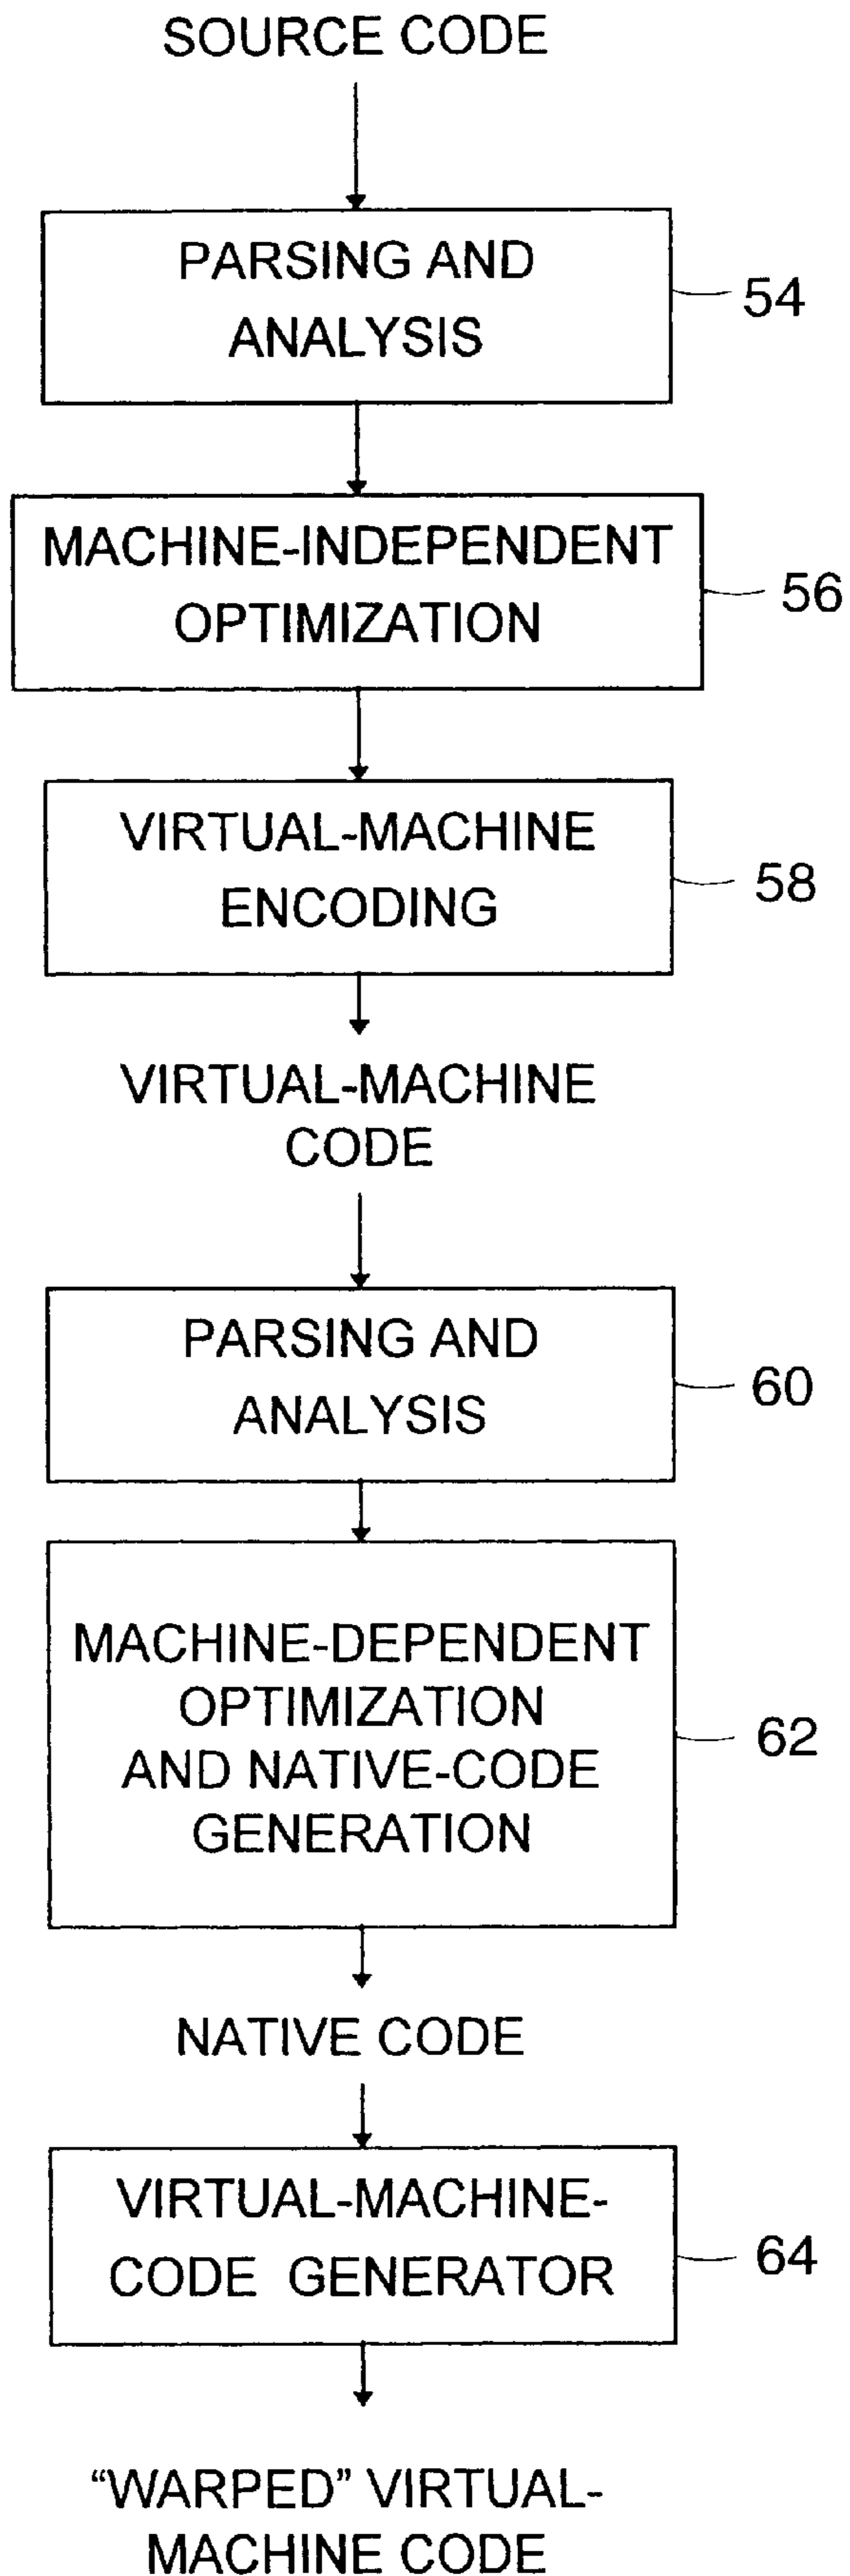 SOURCE CODE
PARSING AND
ANALYSIS
54
MACHINE-INDEPENDENT
OPTIMIZATION
56
VIRTUAL-MACHINE
ENCODING
58
VIRTUAL-MACHINE
CODE
PARSING AND
ANALYSIS
60
MACHINE-DEPENDENT
OPTIMIZATION
AND NATIVE-CODE
GENERATION
62
NATIVE CODE
VIRTUAL-MACHINE-
CODE GENERATOR
64
“WARPED” VIRTUAL-
MACHINE CODE